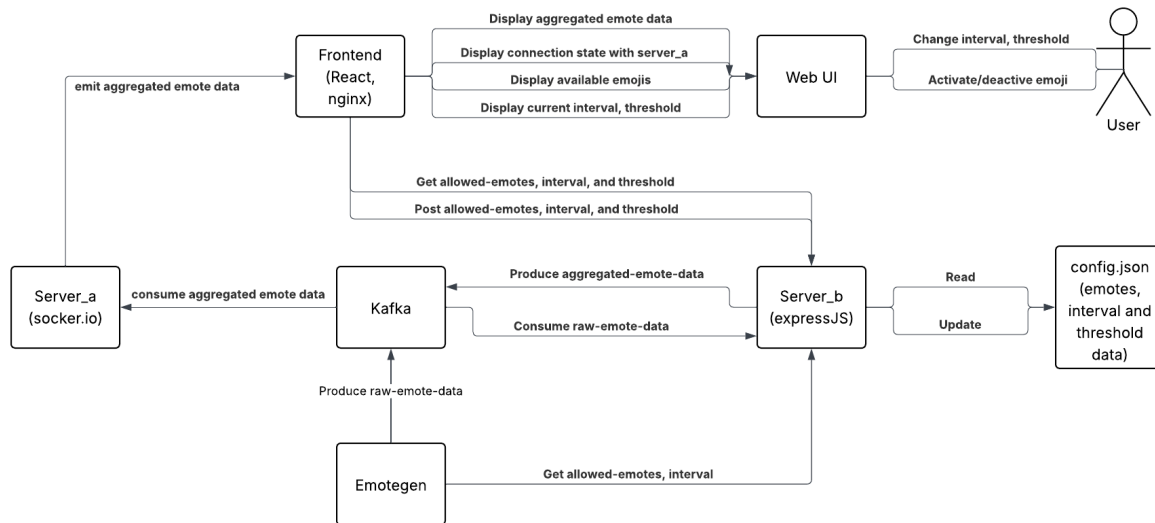 Display aggregated emote data
Display connection state with server_a
Display available emojis
Display current interval, threshold
Frontend
(React,
nginx)
Web UI
Change interval, threshold
Activate/deactive emoji
User
emit aggregated emote data
Get allowed-emotes, interval, and threshold
Post allowed-emotes, interval, and threshold
Server_a
(socker.io)
consume aggregated emote data
Kafka
Produce aggregated-emote-data
Consume raw-emote-data
Server_b
(expressJS)
Read
Update
config.json
(emotes,
interval and
threshold
data)
Produce raw-emote-data
Emotegen
Get allowed-emotes, interval